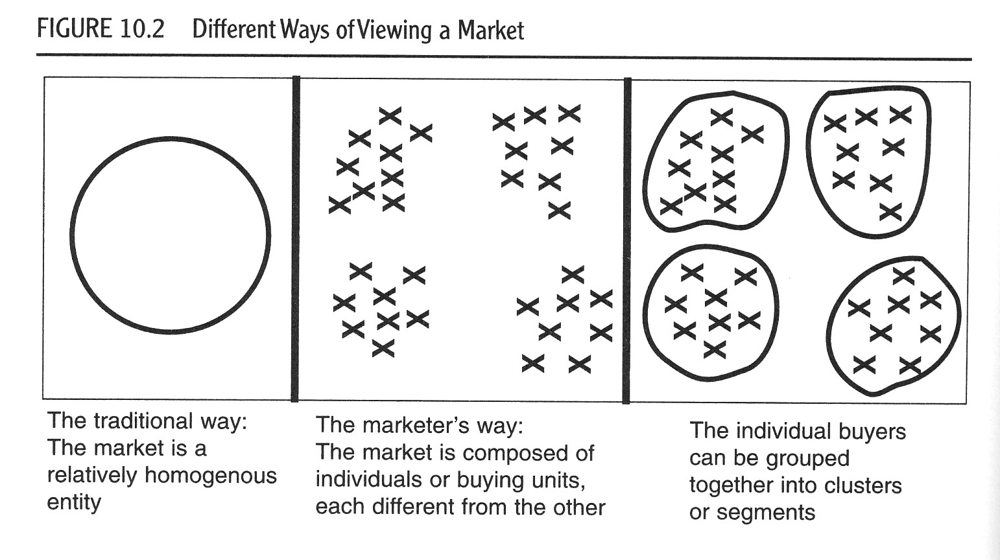 FIGURE 10.2 Different Ways of Viewing a Market
The traditional way:
The market is a
relatively homogenous
entity
The marketer's way:
The market is composed of
individuals or buying units,
each different from the other
The individual buyers
can be grouped
together into clusters
or segments